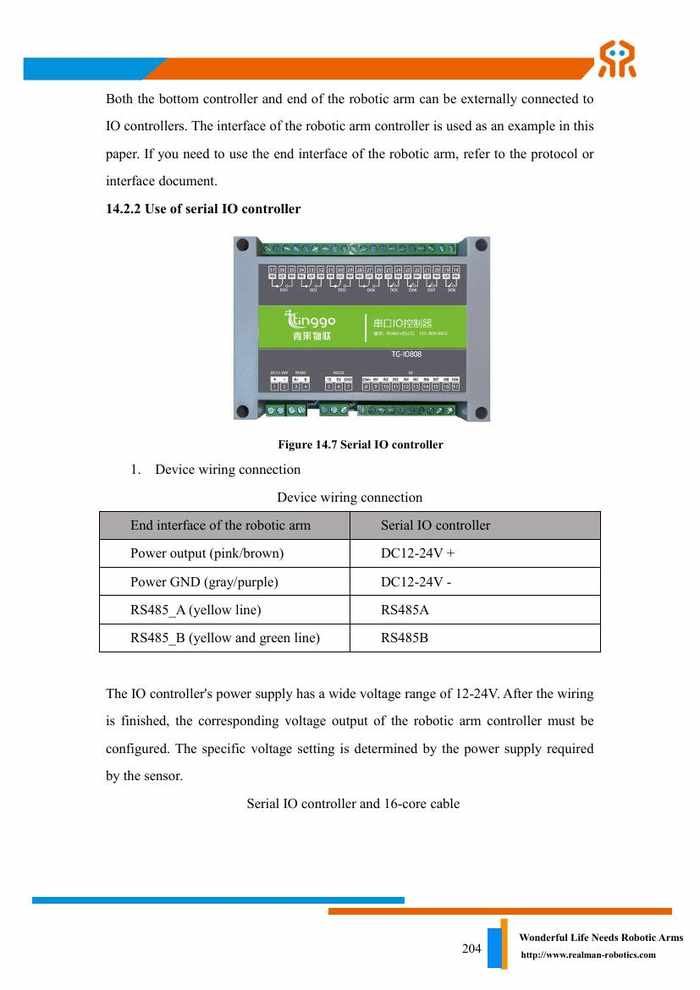 Both the bottom controller and end of the robotic arm can be externally connected to
IO controllers. The interface of the robotic arm controller is used as an example in this
paper. If you need to use the end interface of the robotic arm, refer to the protocol or
interface document.
14.2.2 Use of serial IO controller
tinggo
串口IO控制器
TG-IO808
Figure 14.7 Serial IO controller
1. Device wiring connection
Device wiring connection
End interface of the robotic arm Serial IO controller
Power output (pink/brown) DC12-24V +
Power GND (gray/purple) DC12-24V -
RS485_A (yellow line) RS485A
RS485_B (yellow and green line) RS485B
The IO controller's power supply has a wide voltage range of 12-24V. After the wiring
is finished, the corresponding voltage output of the robotic arm controller must be
configured. The specific voltage setting is determined by the power supply required
by the sensor.
Serial IO controller and 16-core cable
204
Wonderful Life Needs Robotic Arms
http://www.realman-robotics.com